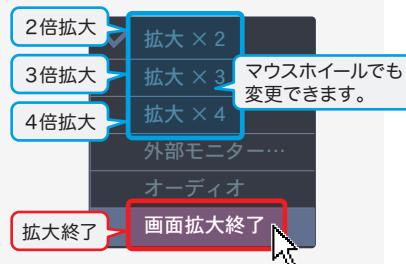 2倍拡大
拡大 × 2
3倍拡大
拡大 × 3
マウスホイールでも
変更できます。
4倍拡大
拡大 × 4
外部モニター…
オーディオ
拡大終了
画面拡大終了